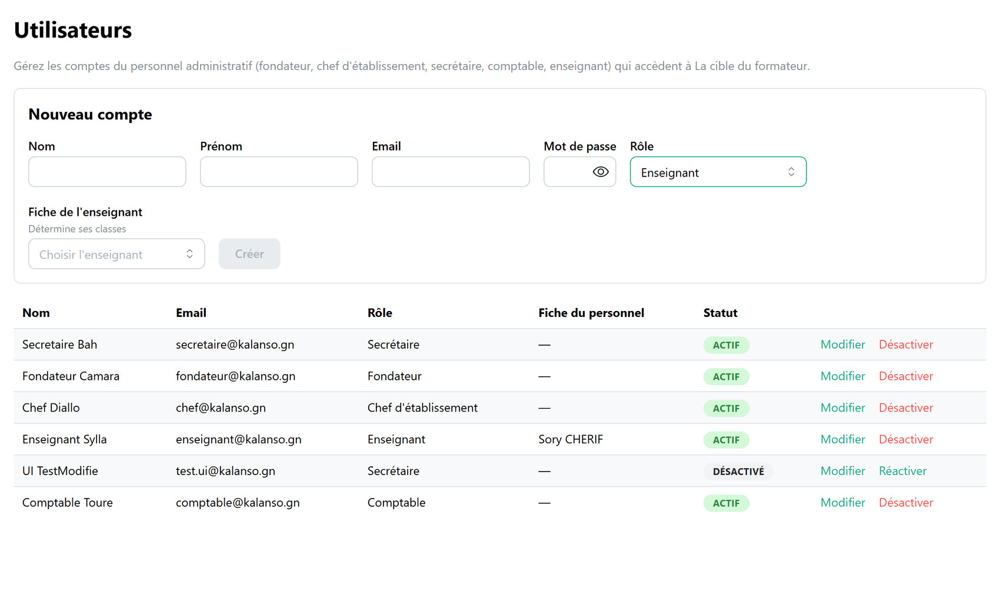 Utilisateurs
Gérez les comptes du personnel administratif (fondateur, chef d'établissement, secrétaire, comptable, enseignant) qui accèdent à La cible du formateur.
Nouveau compte
Nom Prénom Email Mot de passe Rôle
Enseignant
Fiche de l'enseignant
Détermine ses classes
Choisir l'enseignant Créer
Nom Email Rôle Fiche du personnel Statut
Secretaire Bah secretaire@kalanso.gn Secrétaire — ACTIF Modifier Désactiver
Fondateur Camara fondateur@kalanso.gn Fondateur — ACTIF Modifier Désactiver
Chef Diallo chef@kalanso.gn Chef d'établissement — ACTIF Modifier Désactiver
Enseignant Sylla enseignant@kalanso.gn Enseignant Sory CHERIF ACTIF Modifier Désactiver
UI TestModifie test.ui@kalanso.gn Secrétaire — DÉSACTIVÉ Modifier Réactiver
Comptable Toure comptable@kalanso.gn Comptable — ACTIF Modifier Désactiver